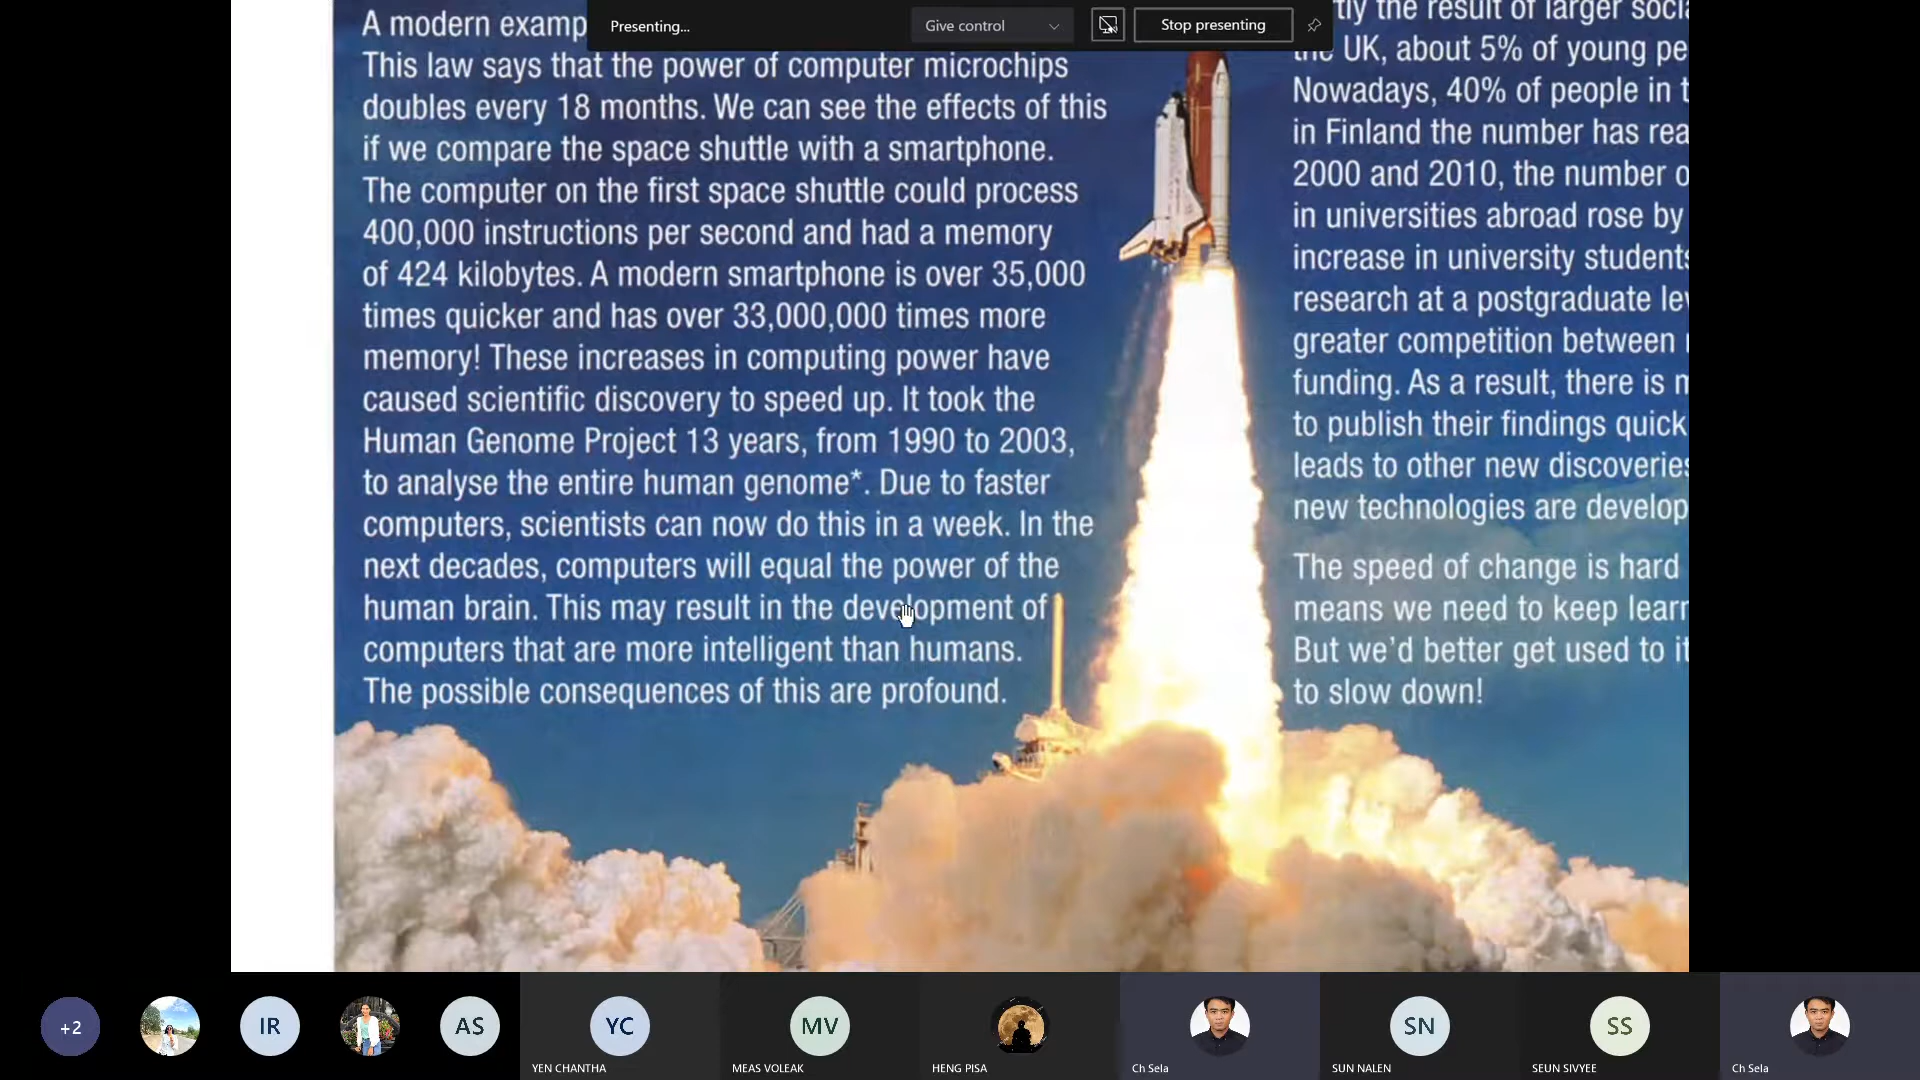 Presenting...
Give control
Stop presenting
A modern examp
This law says that the power of computer microchips
doubles every 18 months. We can see the effects of this
if we compare the space shuttle with a smartphone.
The computer on the first space shuttle could process
400,000 instructions per second and had a memory
of 424 kilobytes. A modern smartphone is over 35,000
times quicker and has over 33,000,000 times more
memory! These increases in computing power have
caused scientific discovery to speed up. It took the
Human Genome Project 13 years, from 1990 to 2003,
to analyse the entire human genome*. Due to faster
computers, scientists can now do this in a week. In the
next decades, computers will equal the power of the
human brain. This may result in the development of
computers that are more intelligent than humans.
The possible consequences of this are profound.
the result of larger
the UK, about 5% of young pe
Nowadays, 40% of people in t
in Finland the number has rea
2000 and 2010, the number o
in universities abroad rose by
increase in university students
research at a postgraduate le
greater competition between
funding. As a result, there is
to publish their findings quick
leads to other new discoveries
new technologies are develop
The speed of change is hard
means we need to keep learn
But we'd better get used to it
to slow down!
+2
IR
AS
YC
YEN CHANTHA
MV
MEAS VOLEAK
HENG PISA
Ch Sela
SN
SUN NALEN
SS
SEUN SIVYEE
Ch Sela